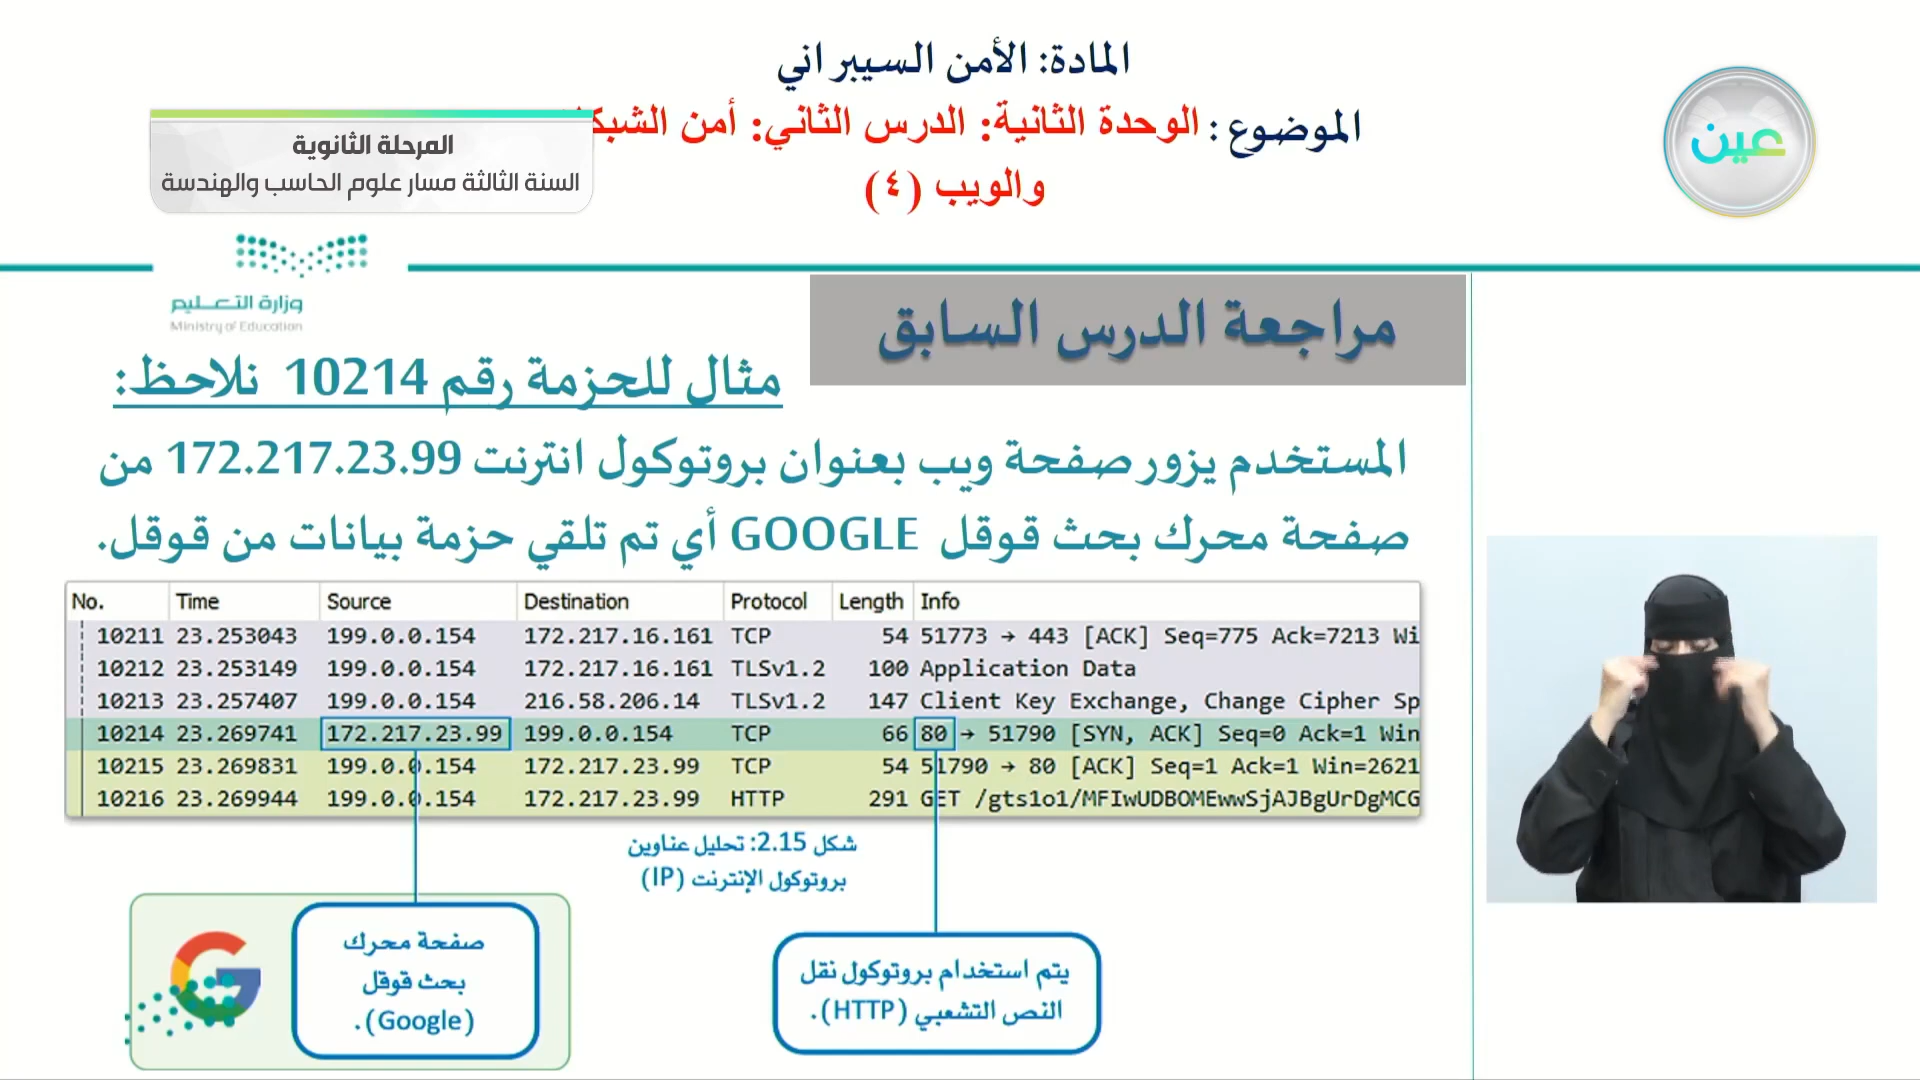 المادة: الأمن السيبراني
الموضوع: الوحدة الثانية: الدرس الثاني: أمن
والويب (٤)
المرحلة الثانوية
السنة الثالثة مسار علوم الحاسب والهندسة
عين
وزارة التعليم
Ministry of Education
مراجعة الدرس السابق
مثال للحزمة رقم 10214 نلاحظ:
المستخدم يزور صفحة ويب بعنوان بروتوكول انترنت 172.217.23.99 من
صفحة محرك بحث قوقل GOOGLE أي تم تلقي حزمة بيانات من قوقل.
No. Time Source Destination Protocol Length Info
10211 23.253043 199.0.0.154 172.217.16.161 TCP 54 51773 → 443 [ACK] Seq=775 Ack=7213 Wi
10212 23.253149 199.0.0.154 172.217.16.161 TLSv1.2 100 Application Data
10213 23.257407 199.0.0.154 216.58.206.14 TLSv1.2 147 Client Key Exchange, Change Cipher Sp
10214 23.269741 172.217.23.99 199.0.0.154 TCP 66 80 → 51790 [SYN, ACK] Seq=0 Ack=1 Win
10215 23.269831 199.0.0.154 172.217.23.99 TCP 54 51790 → 80 [ACK] Seq=1 Ack=1 Win=2621
10216 23.269944 199.0.0.154 172.217.23.99 HTTP 291 GET /gts1o1/MFIwUDBOMEwwSjAJBgUrDgMCG
شكل 2.15: تحليل عناوين
بروتوكول الإنترنت (IP)
صفحة محرك
بحث قوقل
(Google).
يتم استخدام بروتوكول نقل
النص التشعبي (HTTP).